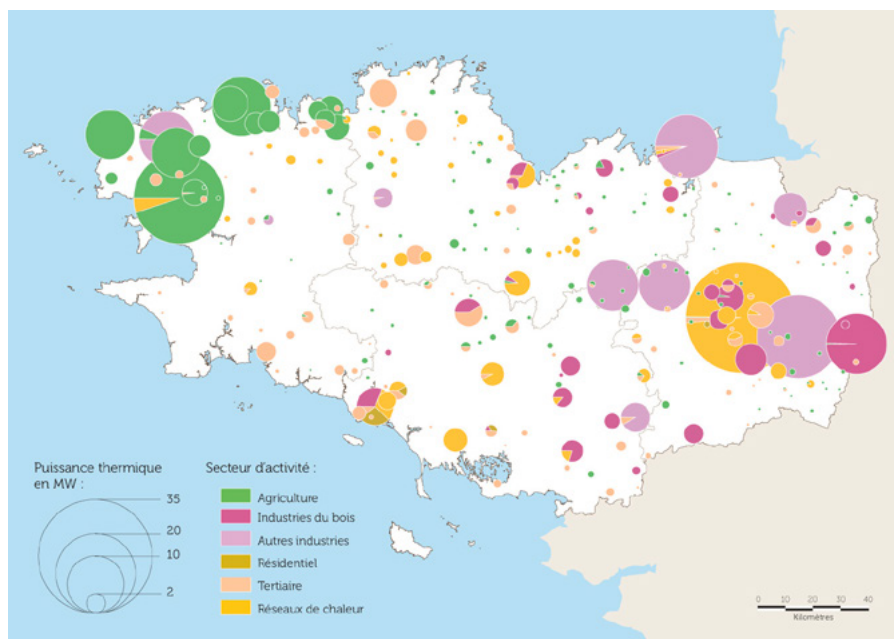 Puissance thermique
en MW :
35
20
10
2
Secteur d'activité :
Agriculture
Industries du bois
Autres industries
Résidentiel
Tertiaire
Réseaux de chaleur
0 10 20 30 40
Kilomètres